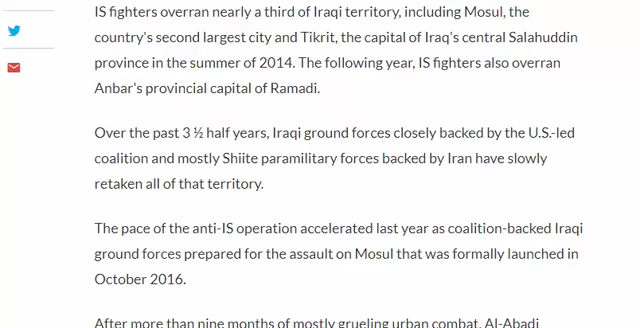 IS fighters overran nearly a third of Iraqi territory, including Mosul, the
country's second largest city and Tikrit, the capital of Iraq's central Salahuddin
province in the summer of 2014. The following year, IS fighters also overran
Anbar's provincial capital of Ramadi.
Over the past 3 ½ half years, Iraqi ground forces closely backed by the U.S.-led
coalition and mostly Shiite paramilitary forces backed by Iran have slowly
retaken all of that territory.
The pace of the anti-IS operation accelerated last year as coalition-backed Iraqi
ground forces prepared for the assault on Mosul that was formally launched in
October 2016.
After more than nine months of mostly grueling urban combat, Al-Abadi